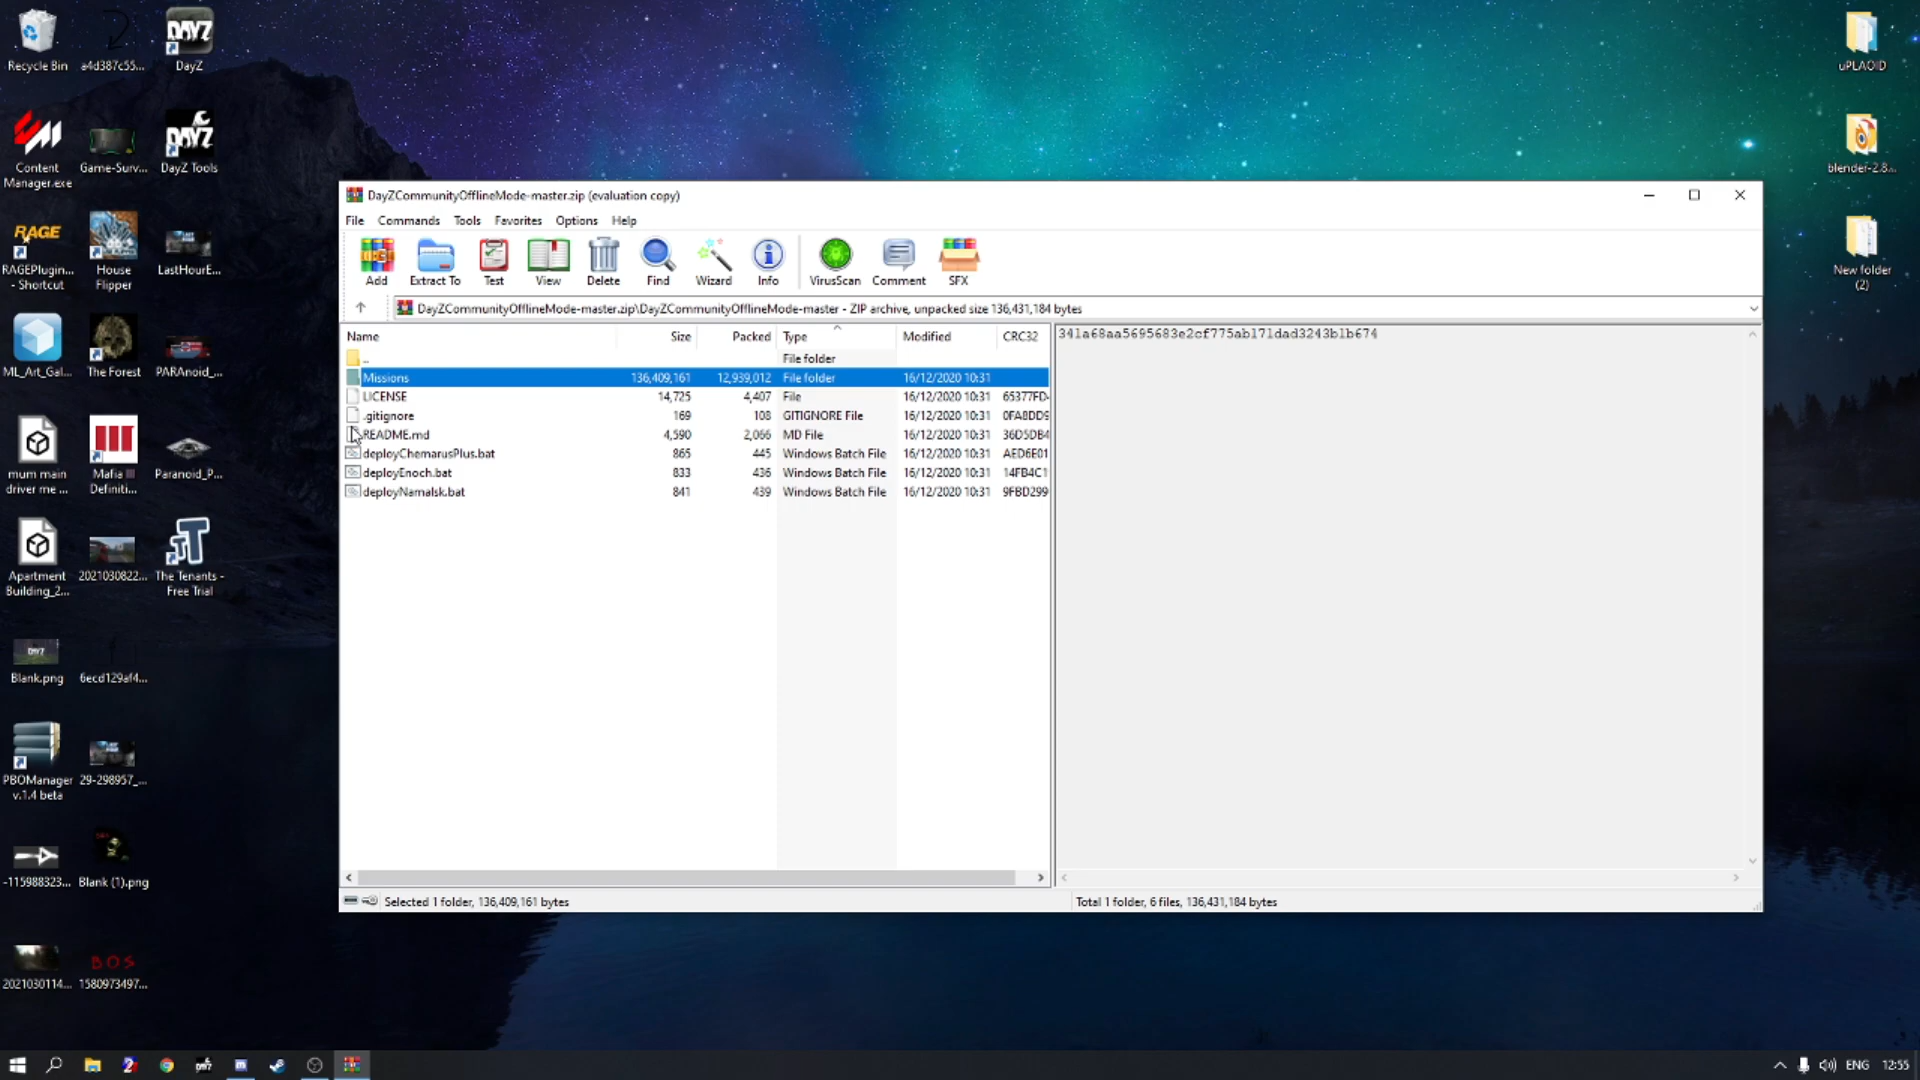 Recycle Bin
a4d387c55...
DayZ
uPLAOID
Content Manager.exe
Game-Surv...
DayZ Tools
blender-2.8...
RAGEPlugin... - Shortcut
House Flipper
LastHourE...
New folder (2)
ML_Art_Gal...
The Forest
PARAnoid_...
mum main driver me ...
Mafia III Definiti...
Paranoid_P...
Apartment Building_2...
2021030822...
The Tenants - Free Trial
Blank.png
6ecd129af4...
PBOManager v.1.4 beta
29-298957_...
-115988323...
Blank (1).png
BOS
2021030114...
1580973497...
DayZCommunityOfflineMode-master.zip (evaluation copy)
File Commands Tools Favorites Options Help
Add Extract To Test View Delete Find Wizard Info VirusScan Comment SFX
DayZCommunityOfflineMode-master.zip\DayZCommunityOfflineMode-master - ZIP archive, unpacked size 136,431,184 bytes
Name Size Packed Type Modified CRC32
.. File folder
Missions 136,409,161 12,939,012 File folder 16/12/2020 10:31
LICENSE 14,725 4,407 File 16/12/2020 10:31 65377FD
.gitignore 169 108 GITIGNORE File 16/12/2020 10:31 0FA8DD9
README.md 4,590 2,066 MD File 16/12/2020 10:31 36D5DB4
deployChernarusPlus.bat 865 445 Windows Batch File 16/12/2020 10:31 AED6E01
deployEnoch.bat 833 436 Windows Batch File 16/12/2020 10:31 14FB4C1
deployNamalsk.bat 841 439 Windows Batch File 16/12/2020 10:31 9FBD299
341a68aa5695683e2cf775ab171dad3243b1b674
Selected 1 folder, 136,409,161 bytes
Total 1 folder, 6 files, 136,431,184 bytes
ENG 12:55